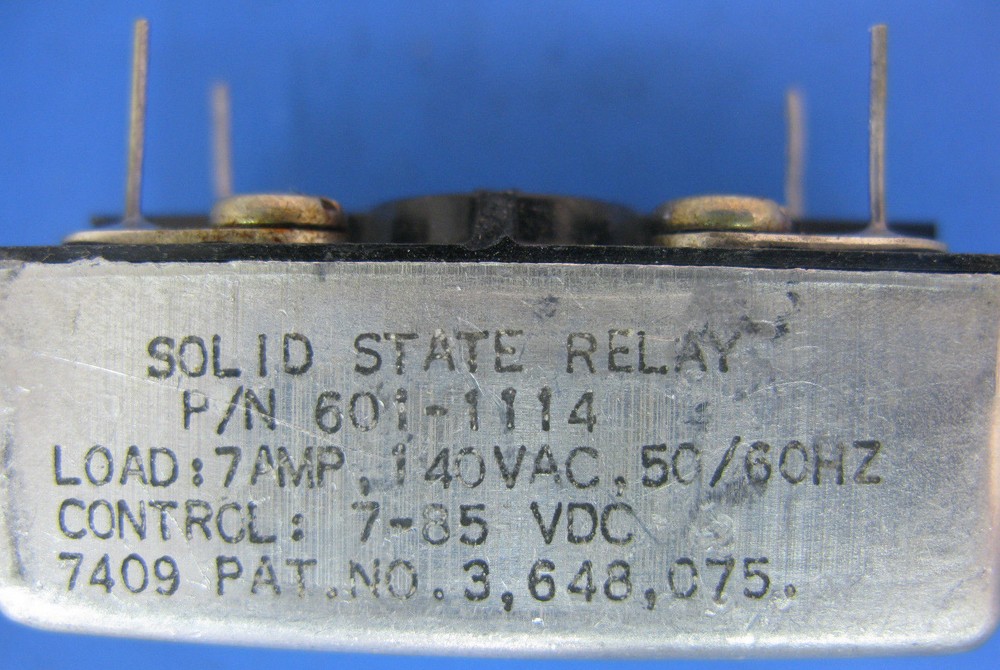 SOLID STATE RELAY
P/N 601-1114
LOAD:7AMP,140VAC,50/60HZ
CONTROL: 7-85 VDC
7409 PAT.NO.3,648,075.